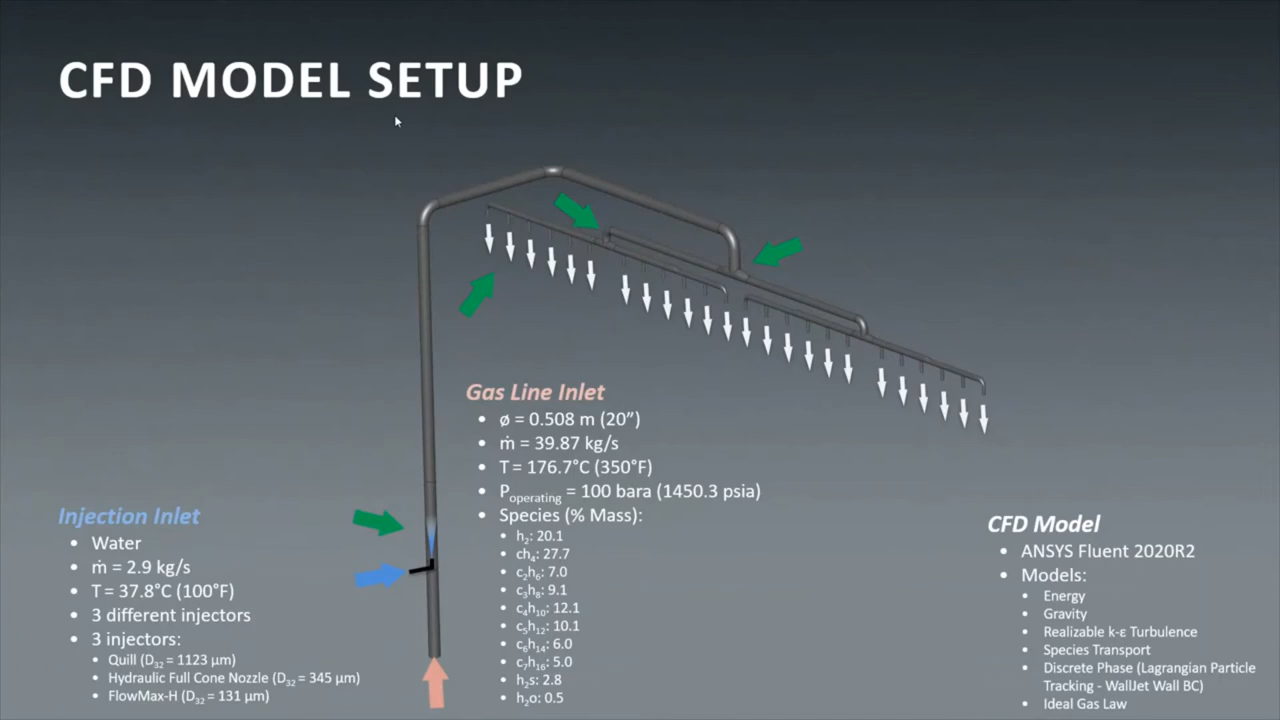 CFD MODEL SETUP
Gas Line Inlet
• ø = 0.508 m (20”)
• ṁ = 39.87 kg/s
• T = 176.7°C (350°F)
• Poperating = 100 bara (1450.3 psia)
• Species (% Mass):
• h₂: 20.1
• ch₄: 27.7
• c₂h₆: 7.0
• c₃h₈: 9.1
• c₄h₁₀: 12.1
• c₅h₁₂: 10.1
• c₆h₁₄: 6.0
• c₇h₁₆: 5.0
• h₂s: 2.8
• h₂o: 0.5
Injection Inlet
• Water
• ṁ = 2.9 kg/s
• T = 37.8°C (100°F)
• 3 different injectors
• 3 injectors:
• Quill (D₃₂ = 1123 µm)
• Hydraulic Full Cone Nozzle (D₃₂ = 345 µm)
• FlowMax-H (D₃₂ = 131 µm)
CFD Model
• ANSYS Fluent 2020R2
• Models:
• Energy
• Gravity
• Realizable k-ε Turbulence
• Species Transport
• Discrete Phase (Lagrangian Particle
Tracking - WallJet Wall BC)
• Ideal Gas Law